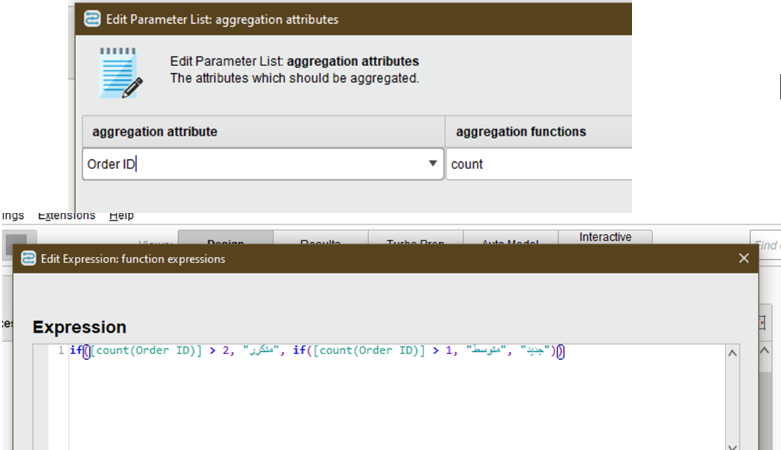 Edit Parameter List: aggregation attributes
Edit Parameter List: aggregation attributes
The attributes which should be aggregated.
aggregation attribute aggregation functions
Order ID count
ings Extensions Help
Views: Design Results Turbo Prep Auto Model Interactive Find
Edit Expression: function expressions
Expression
1 if([count(Order ID)] > 2, "متكرر", if([count(Order ID)] > 1, "متوسط", "جديد"))